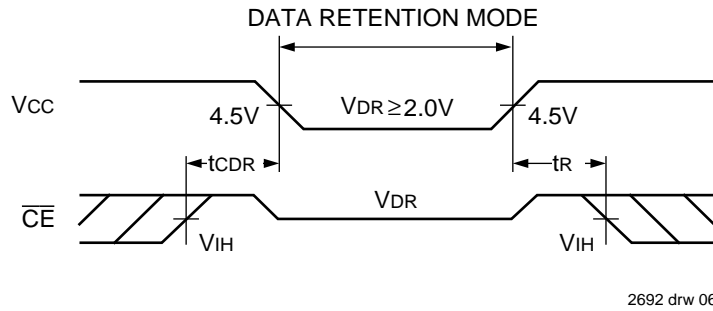 DATA RETENTION MODE
VCC
4.5V
VDR ≥ 2.0V
4.5V
tCDR
tR
CE
VDR
VIH
VIH
2692 drw 06